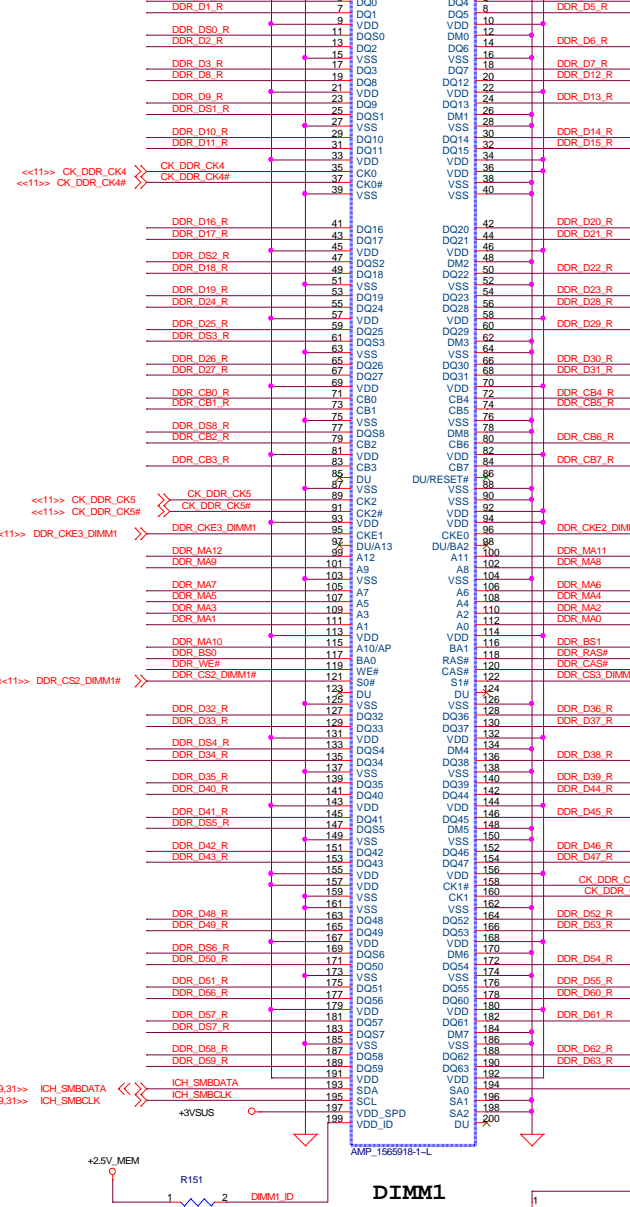 DQ0 DQ4
DDR_D1_R 7 DQ1 DQ5 8 DDR_D5_R
9 VDD VDD 10
DDR_DS0_R 11 DQS0 DM0 12
DDR_D2_R 13 DQ2 DQ6 14 DDR_D6_R
15 VSS VSS 16
DDR_D3_R 17 DQ3 DQ7 18 DDR_D7_R
DDR_D8_R 19 DQ8 DQ12 20 DDR_D12_R
21 VDD VDD 22
DDR_D9_R 23 DQ9 DQ13 24 DDR_D13_R
DDR_DS1_R 25 DQS1 DM1 26
27 VSS VSS 28
DDR_D10_R 29 DQ10 DQ14 30 DDR_D14_R
DDR_D11_R 31 DQ11 DQ15 32 DDR_D15_R
33 VDD VDD 34
<<11>> CK_DDR_CK4 CK_DDR_CK4 35 CK0 VDD 36
<<11>> CK_DDR_CK4# CK_DDR_CK4# 37 CK0# VSS 38
39 VSS VSS 40
DDR_D16_R 41 DQ16 DQ20 42 DDR_D20_R
DDR_D17_R 43 DQ17 DQ21 44 DDR_D21_R
45 VDD VDD 46
DDR_DS2_R 47 DQS2 DM2 48
DDR_D18_R 49 DQ18 DQ22 50 DDR_D22_R
51 VSS VSS 52
DDR_D19_R 53 DQ19 DQ23 54 DDR_D23_R
DDR_D24_R 55 DQ24 DQ28 56 DDR_D28_R
57 VDD VDD 58
DDR_D25_R 59 DQ25 DQ29 60 DDR_D29_R
DDR_DS3_R 61 DQS3 DM3 62
63 VSS VSS 64
DDR_D26_R 65 DQ26 DQ30 66 DDR_D30_R
DDR_D27_R 67 DQ27 DQ31 68 DDR_D31_R
69 VDD VDD 70
DDR_CB0_R 71 CB0 CB4 72 DDR_CB4_R
DDR_CB1_R 73 CB1 CB5 74 DDR_CB5_R
75 VSS VSS 76
DDR_DS8_R 77 DQS8 DM8 78
DDR_CB2_R 79 CB2 CB6 80 DDR_CB6_R
81 VDD VDD 82
DDR_CB3_R 83 CB3 CB7 84 DDR_CB7_R
85 DU DU/RESET# 86
87 VSS VSS 88
<<11>> CK_DDR_CK5 CK_DDR_CK5 89 CK2 VSS 90
<<11>> CK_DDR_CK5# CK_DDR_CK5# 91 CK2# VDD 92
93 VDD VDD 94
<11>> DDR_CKE3_DIMM1 DDR_CKE3_DIMM1 95 CKE1 CKE0 96 DDR_CKE2_DIM
97 DU/A13 DU/BA2 98
DDR_MA12 99 A12 A11 100 DDR_MA11
DDR_MA9 101 A9 A8 102 DDR_MA8
103 VSS VSS 104
DDR_MA7 105 A7 A6 106 DDR_MA6
DDR_MA5 107 A5 A4 108 DDR_MA4
DDR_MA3 109 A3 A2 110 DDR_MA2
DDR_MA1 111 A1 A0 112 DDR_MA0
113 VDD VDD 114
DDR_MA10 115 A10/AP BA1 116 DDR_BS1
DDR_BS0 117 BA0 RAS# 118 DDR_RAS#
DDR_WE# 119 WE# CAS# 120 DDR_CAS#
<<11>> DDR_CS2_DIMM1# DDR_CS2_DIMM1# 121 S0# S1# 122 DDR_CS3_DIMM
123 DU DU 124
125 VSS VSS 126
DDR_D32_R 127 DQ32 DQ36 128 DDR_D36_R
DDR_D33_R 129 DQ33 DQ37 130 DDR_D37_R
131 VDD VDD 132
DDR_DS4_R 133 DQS4 DM4 134
DDR_D34_R 135 DQ34 DQ38 136 DDR_D38_R
137 VSS VSS 138
DDR_D35_R 139 DQ35 DQ39 140 DDR_D39_R
DDR_D40_R 141 DQ40 DQ44 142 DDR_D44_R
143 VDD VDD 144
DDR_D41_R 145 DQ41 DQ45 146 DDR_D45_R
DDR_DS5_R 147 DQS5 DM5 148
149 VSS VSS 150
DDR_D42_R 151 DQ42 DQ46 152 DDR_D46_R
DDR_D43_R 153 DQ43 DQ47 154 DDR_D47_R
155 VDD VDD 156
157 VDD CK1# 158 CK_DDR_C
159 VSS CK1 160 CK_DDR_
161 VSS VSS 162
DDR_D48_R 163 DQ48 DQ52 164 DDR_D52_R
DDR_D49_R 165 DQ49 DQ53 166 DDR_D53_R
167 VDD VDD 168
DDR_DS6_R 169 DQS6 DM6 170
DDR_D50_R 171 DQ50 DQ54 172 DDR_D54_R
173 VSS VSS 174
DDR_D51_R 175 DQ51 DQ55 176 DDR_D55_R
DDR_D56_R 177 DQ56 DQ60 178 DDR_D60_R
179 VDD VDD 180
DDR_D57_R 181 DQ57 DQ61 182 DDR_D61_R
DDR_DS7_R 183 DQS7 DM7 184
185 VSS VSS 186
DDR_D58_R 187 DQ58 DQ62 188 DDR_D62_R
DDR_D59_R 189 DQ59 DQ63 190 DDR_D63_R
191 VDD VDD 192
9,31>> ICH_SMBDATA ICH_SMBDATA 193 SDA SA0 194
9,31>> ICH_SMBCLK ICH_SMBCLK 195 SCL SA1 196
+3VSUS 197 VDD_SPD SA2 198
199 VDD_ID DU 200
AMP_1565918-1~L
+2.5V_MEM
R151
1 2 DIMM1_ID
DIMM1
1